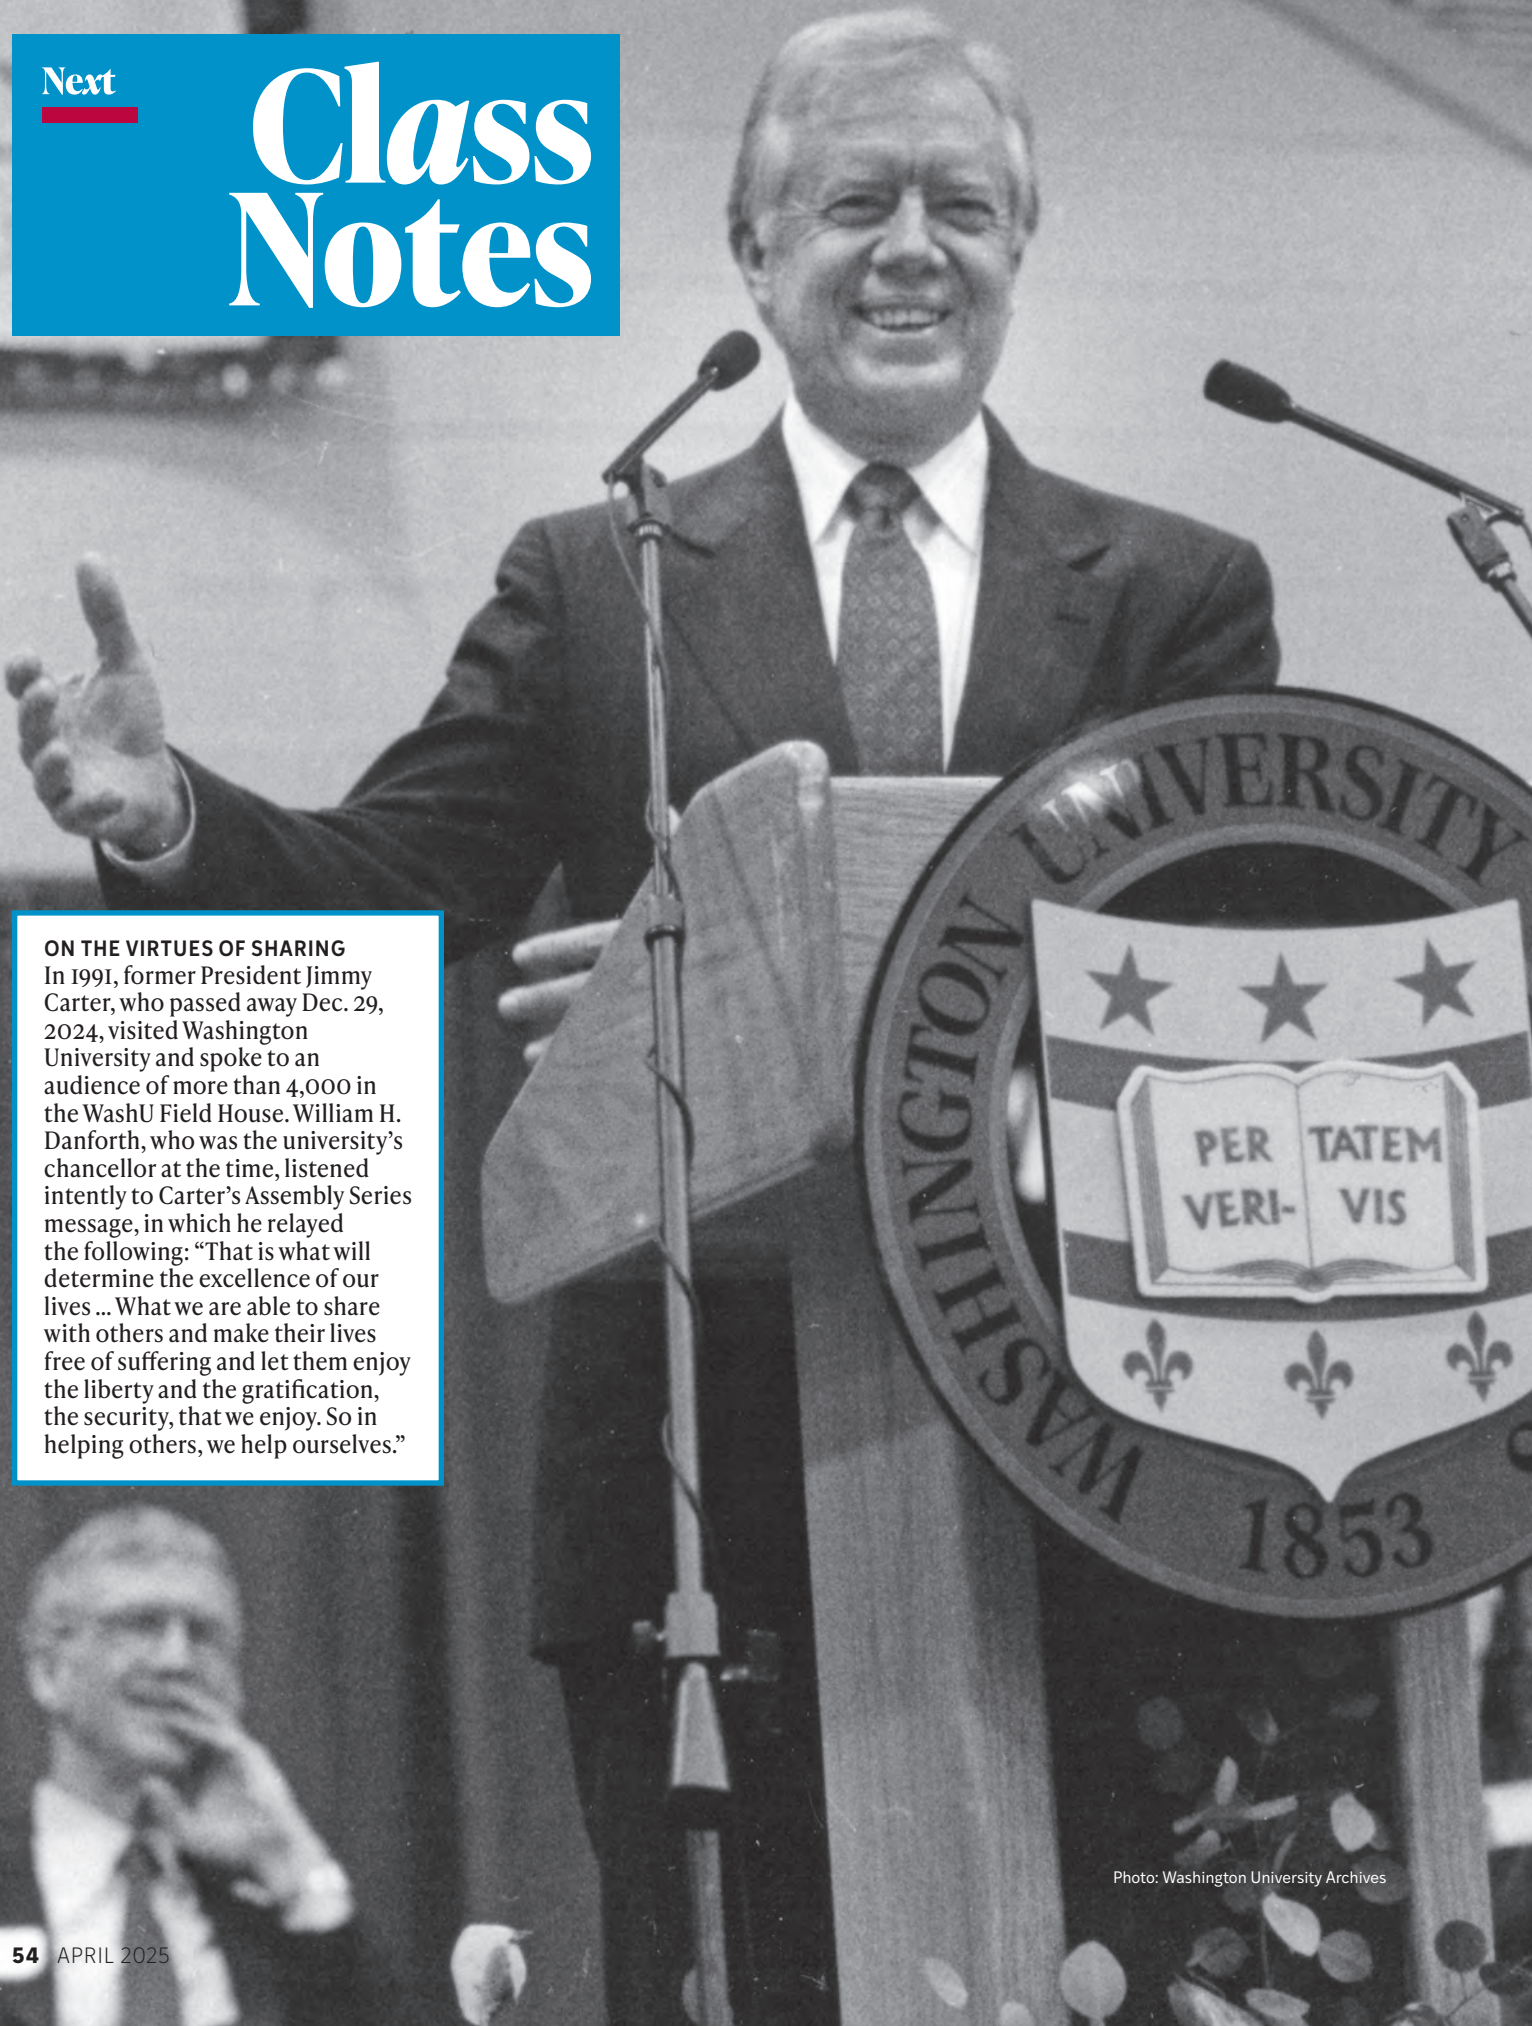 Next
Class
Notes
WASHINGTON UNIVERSITY
PER TATEM
VERI- VIS
1853
ON THE VIRTUES OF SHARING
In 1991, former President Jimmy
Carter, who passed away Dec. 29,
2024, visited Washington
University and spoke to an
audience of more than 4,000 in
the WashU Field House. William H.
Danforth, who was the university’s
chancellor at the time, listened
intently to Carter’s Assembly Series
message, in which he relayed
the following: “That is what will
determine the excellence of our
lives ... What we are able to share
with others and make their lives
free of suffering and let them enjoy
the liberty and the gratification,
the security, that we enjoy. So in
helping others, we help ourselves.”
Photo: Washington University Archives
54 APRIL 2025